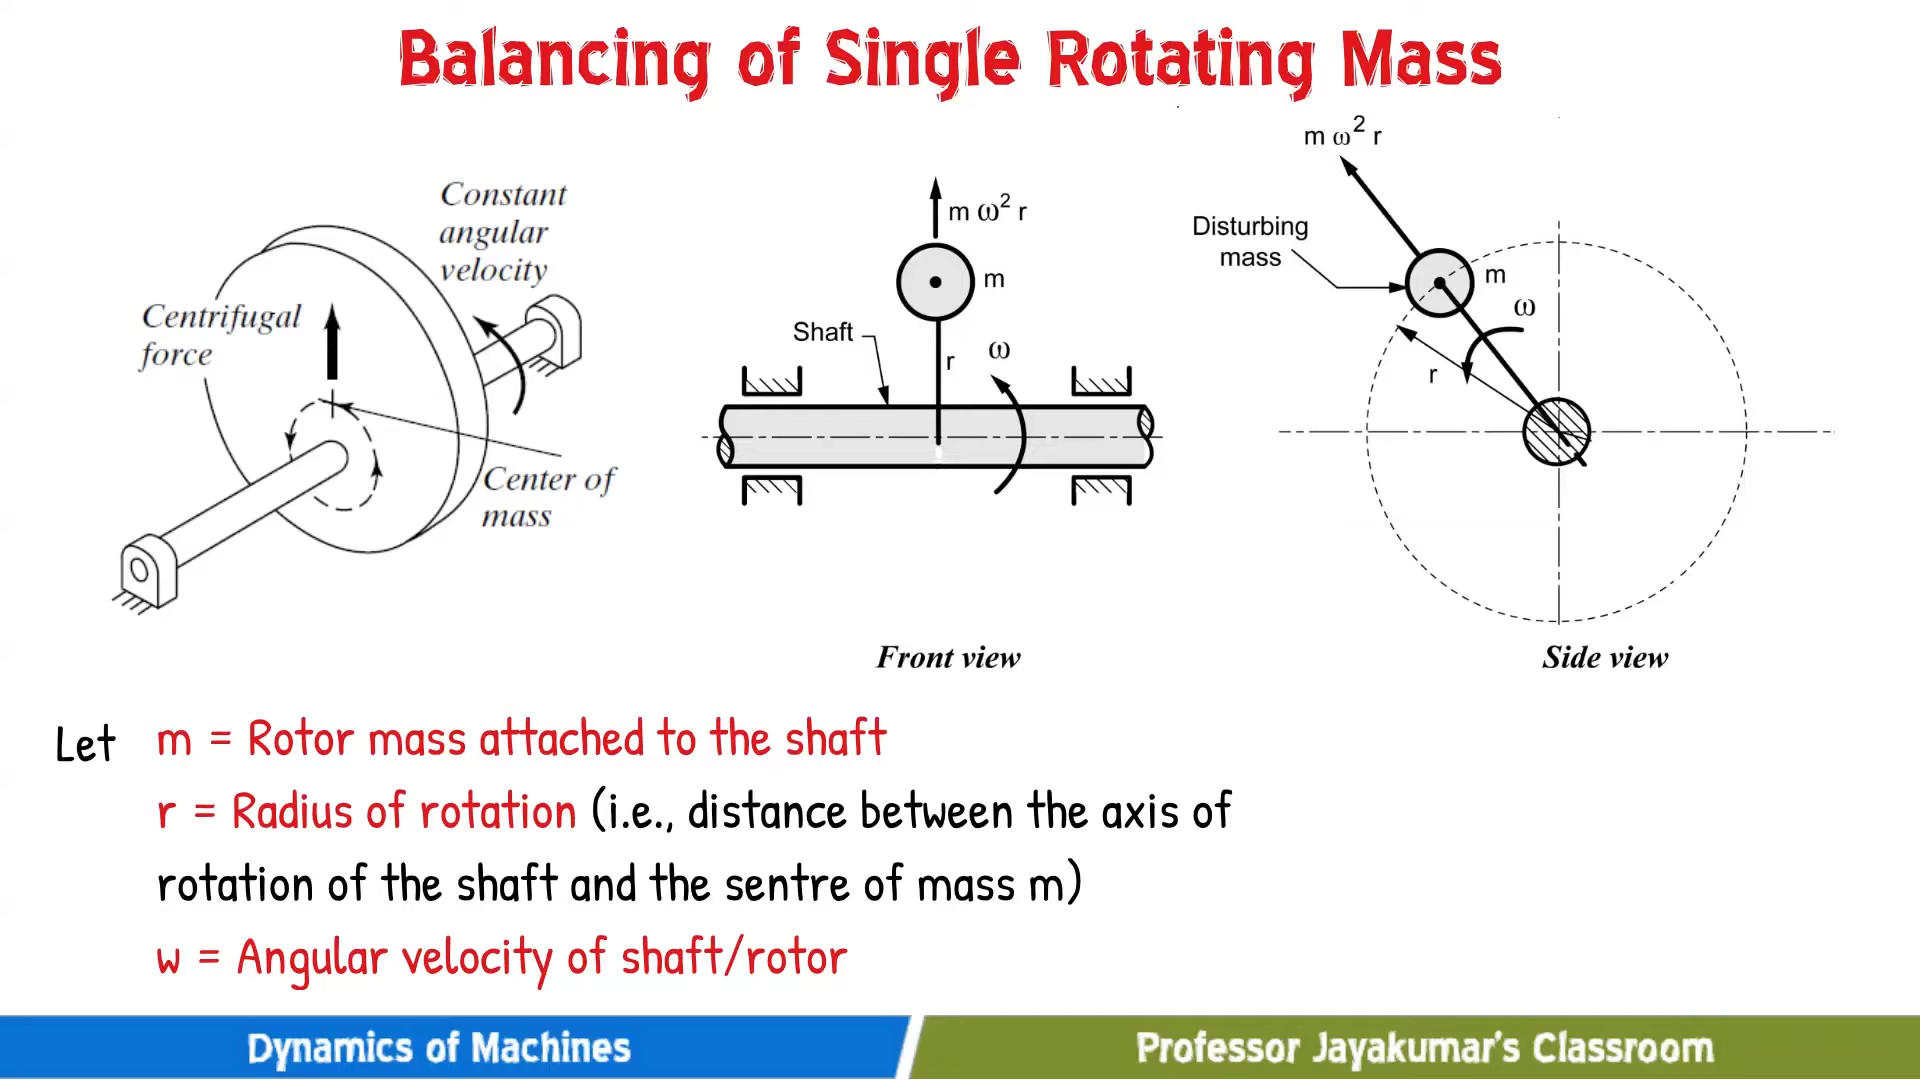 Balancing of Single Rotating Mass
Constant
angular
velocity
Centrifugal
force
Center of
mass
m ω² r
m
Shaft
r
ω
Front view
m ω² r
Disturbing
mass
m
ω
r
Side view
Let m = Rotor mass attached to the shaft
r = Radius of rotation (i.e., distance between the axis of
rotation of the shaft and the sentre of mass m)
w = Angular velocity of shaft/rotor
Dynamics of Machines
Professor Jayakumar's Classroom